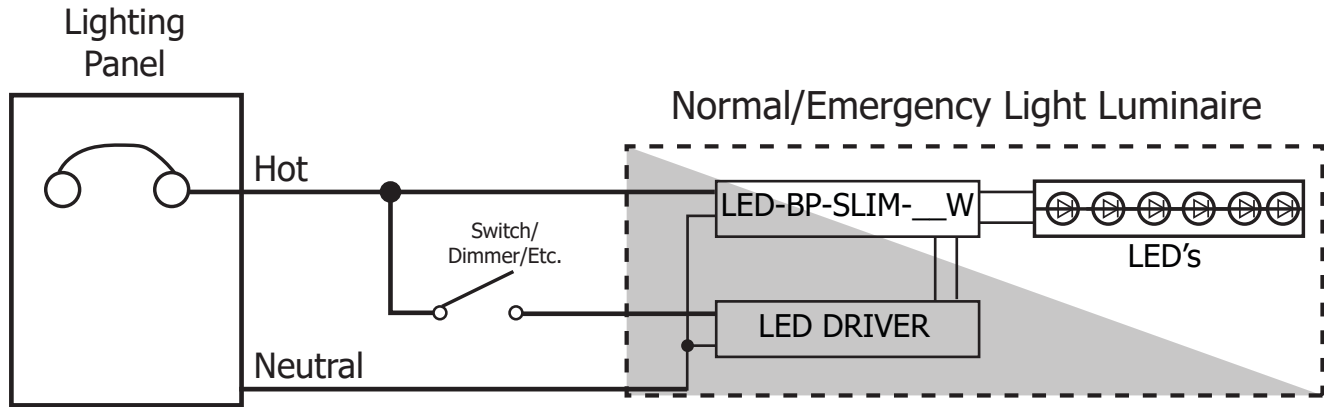 Lighting
Panel
Normal/Emergency Light Luminaire
Hot
LED-BP-SLIM-__W
Switch/
Dimmer/Etc.
LED's
LED DRIVER
Neutral